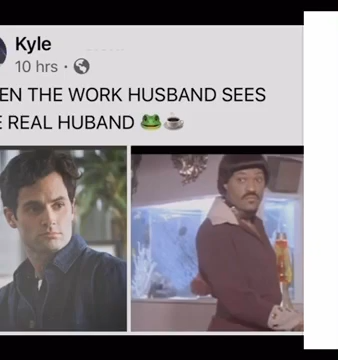 Kyle
10 hrs ·
EN THE WORK HUSBAND SEES
E REAL HUBAND 🐸☕